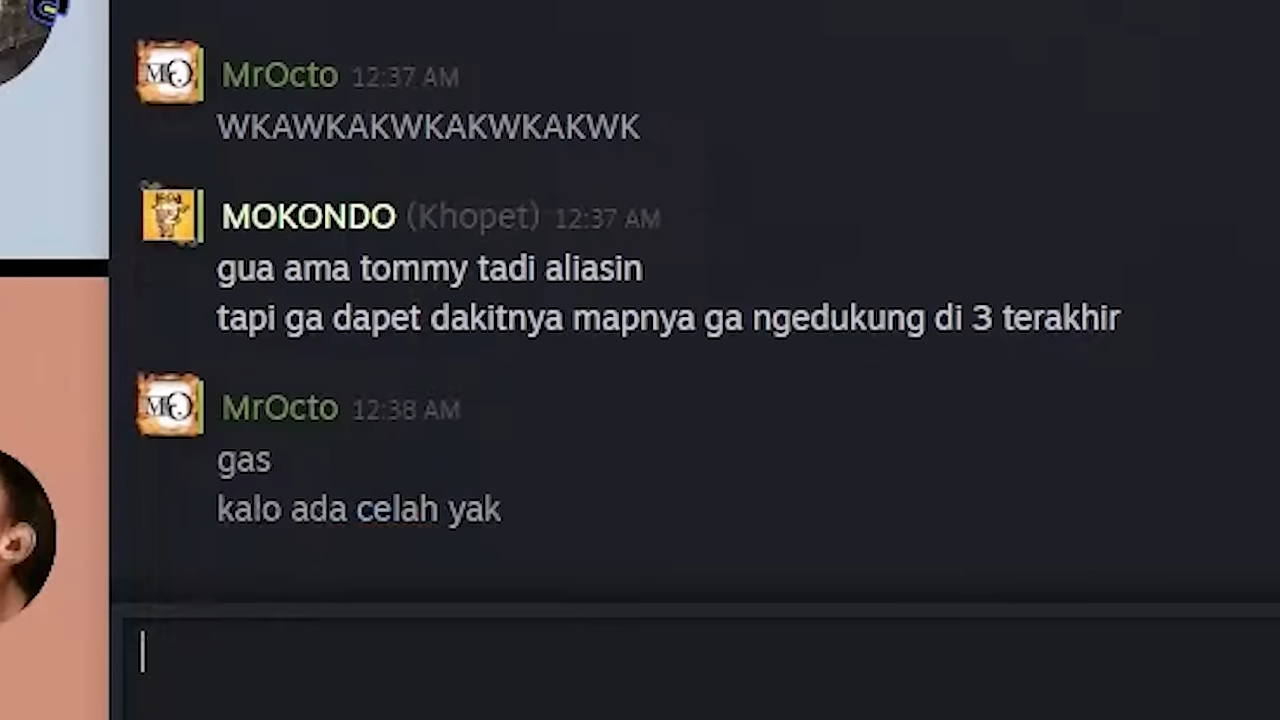 MrOcto 12:37 AM
WKAWKAKWKAKWKAKWK
MOKONDO (Khopet) 12:37 AM
gua ama tommy tadi aliasin
tapi ga dapet dakitnya mapnya ga ngedukung di 3 terakhir
MrOcto 12:38 AM
gas
kalo ada celah yak